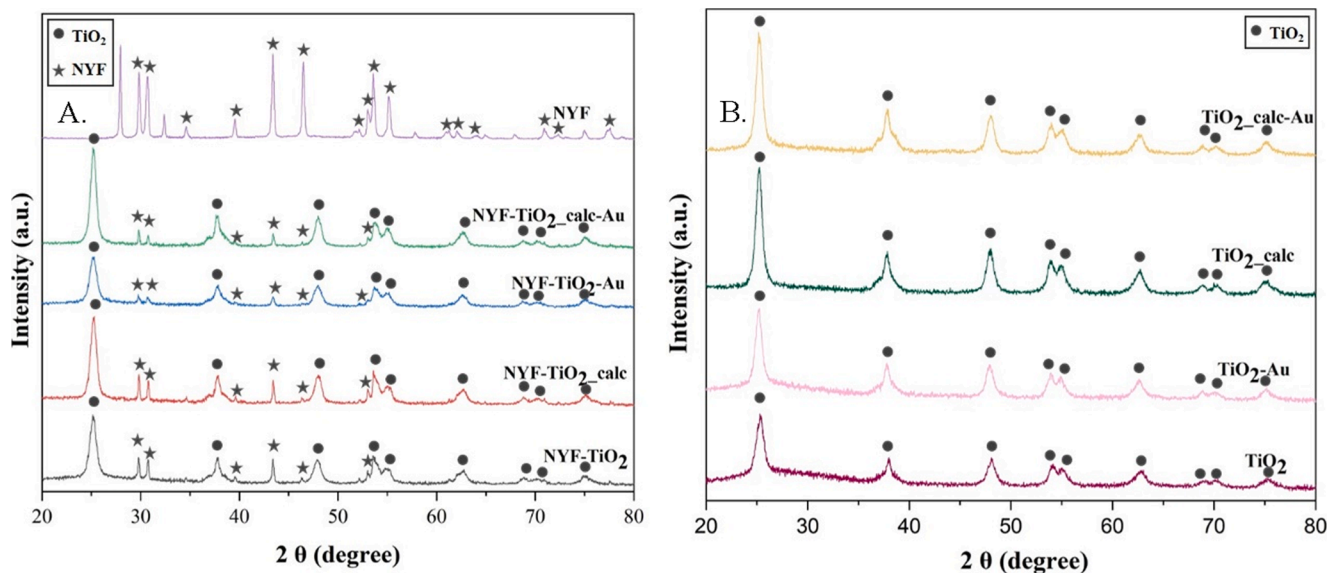 A.
TiO2
NYF
NYF
NYF-TiO2_calc-Au
NYF-TiO2-Au
NYF-TiO2_calc
NYF-TiO2
Intensity (a.u.)
20 30 40 50 60 70 80
2 θ (degree)
B.
TiO2
TiO2_calc-Au
TiO2_calc
TiO2-Au
TiO2
Intensity (a.u.)
20 30 40 50 60 70 80
2 θ (degree)